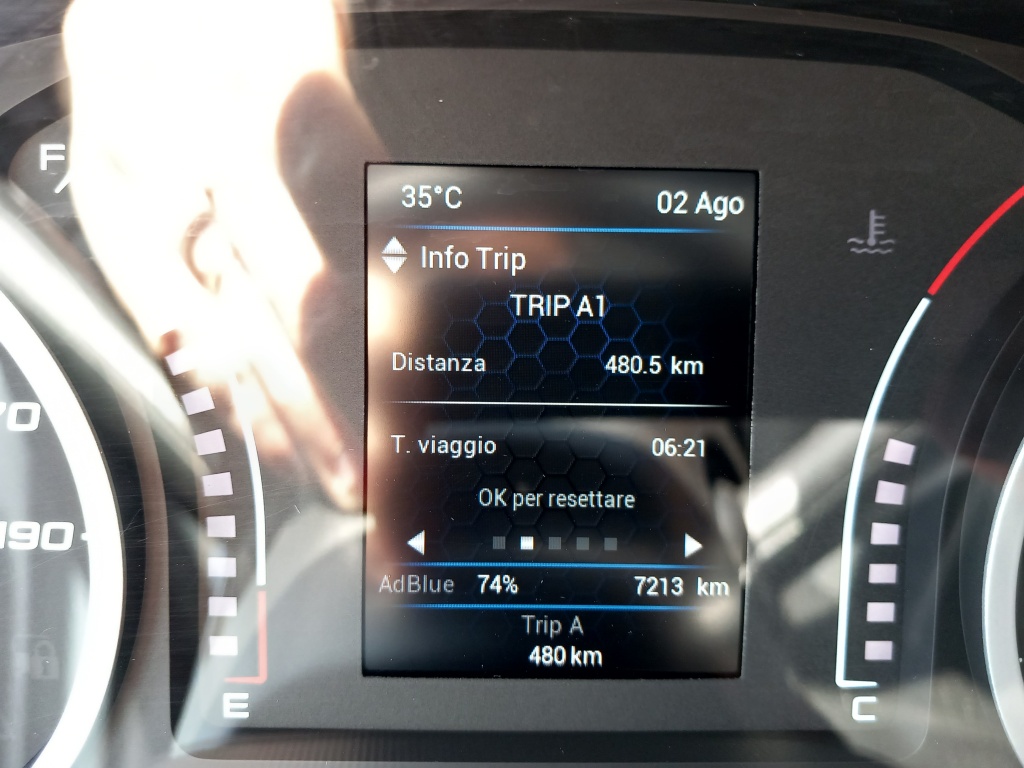 35°C 02 Ago
F
Info Trip
TRIP A1
Distanza 480.5 km
T. viaggio 06:21
OK per resettare
190
AdBlue 74% 7213 km
Trip A
480 km
E
C